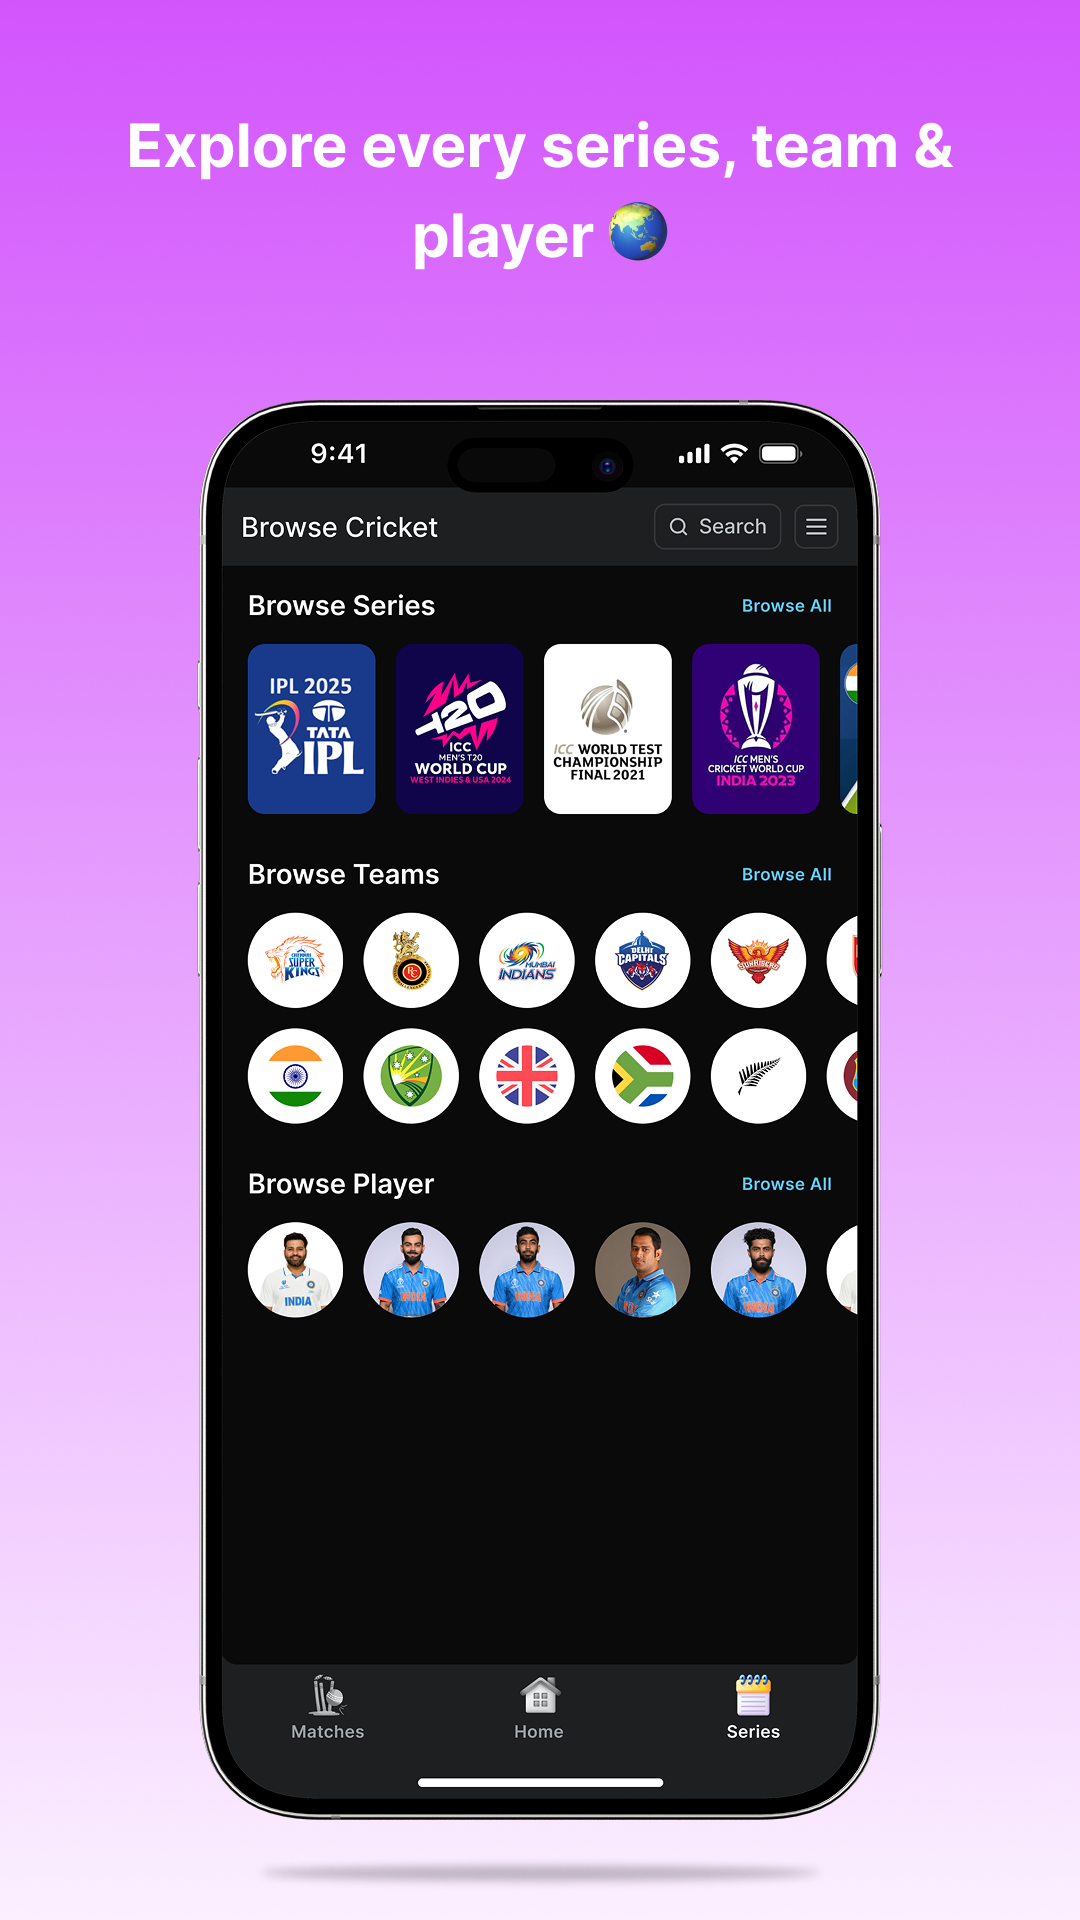 Explore every series, team &
player
9:41
Browse Cricket
Search
Browse Series
Browse All
IPL 2025
TATA
IPL
T20
ICC
MEN'S T20
WORLD CUP
WEST INDIES & USA 2024
ICC WORLD TEST
CHAMPIONSHIP
FINAL 2021
ICC MEN'S
CRICKET WORLD CUP
INDIA 2023
Browse Teams
Browse All
CHENNAI
SUPER
KINGS
RC
MUMBAI
INDIANS
DELHI
CAPITALS
SUNRISERS
Browse Player
Browse All
INDIA
INDIA
INDIA
INDIA
Matches
Home
Series